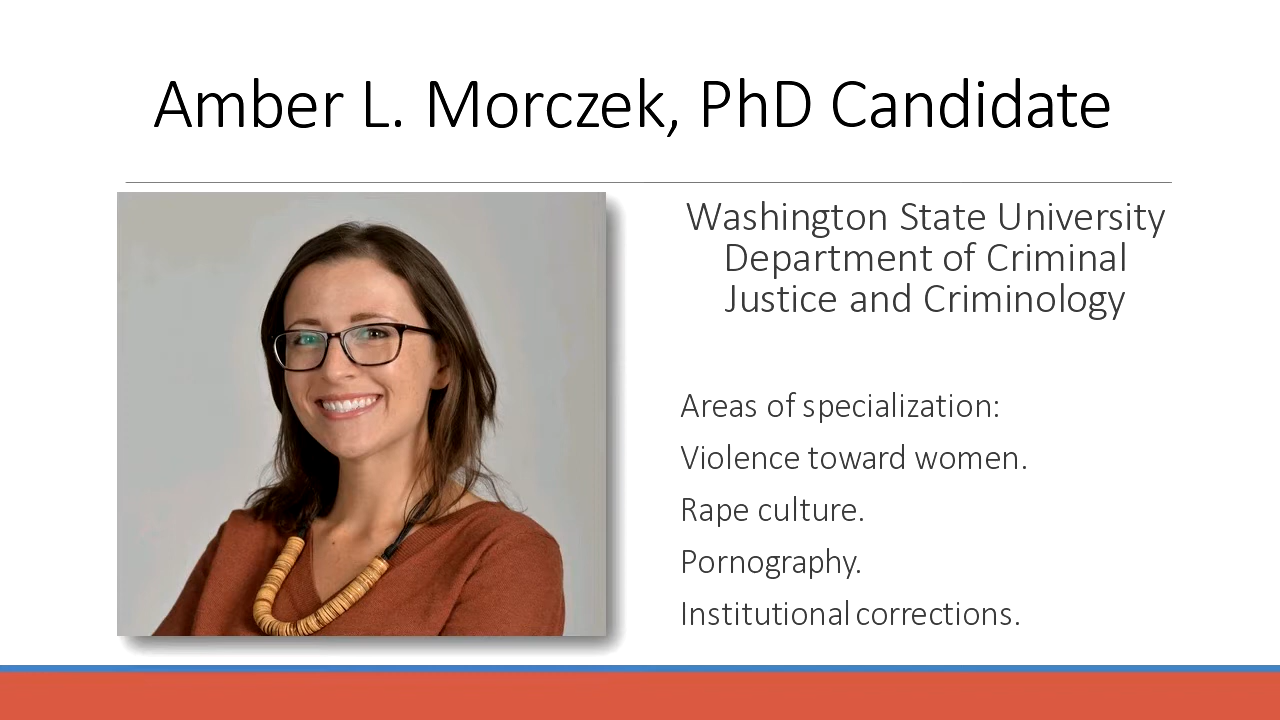 Amber L. Morczek, PhD Candidate
Washington State University
Department of Criminal
Justice and Criminology
Areas of specialization:
Violence toward women.
Rape culture.
Pornography.
Institutional corrections.